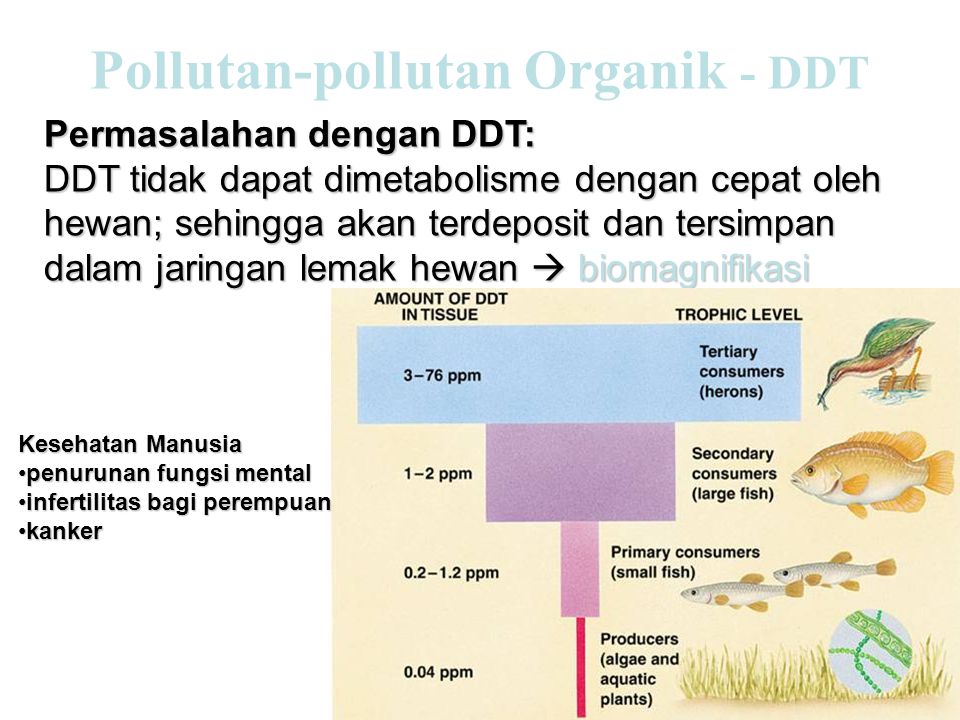 Pollutan-pollutan Organik - DDT
Permasalahan dengan DDT:
DDT tidak dapat dimetabolisme dengan cepat oleh
hewan; sehingga akan terdeposit dan tersimpan
dalam jaringan lemak hewan → biomagnifikasi
Kesehatan Manusia
•penurunan fungsi mental
•infertilitas bagi perempuan
•kanker
AMOUNT OF DDT
IN TISSUE
TROPHIC LEVEL
3–76 ppm
Tertiary
consumers
(herons)
1–2 ppm
Secondary
consumers
(large fish)
0.2–1.2 ppm
Primary consumers
(small fish)
0.04 ppm
Producers
(algae and
aquatic
plants)